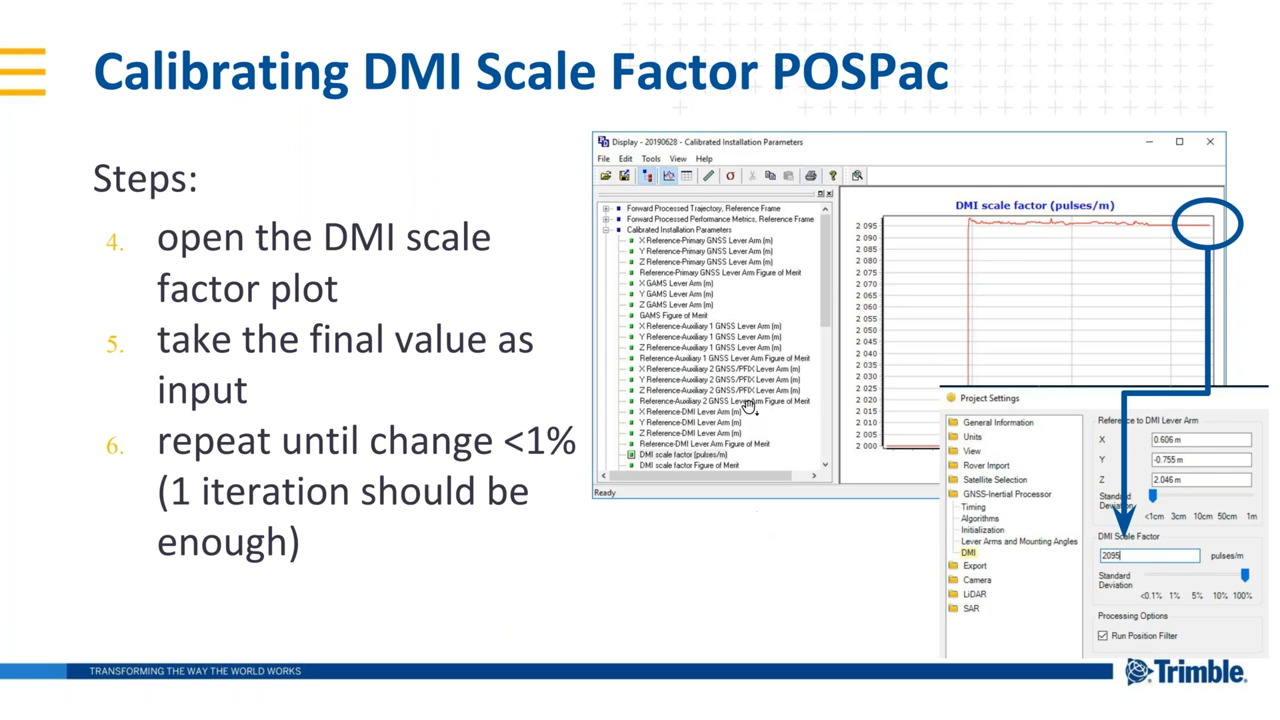 Calibrating DMI Scale Factor POSPac
Steps:
4. open the DMI scale
factor plot
5. take the final value as
input
6. repeat until change <1%
(1 iteration should be
enough)
Display - 20190628 - Calibrated Installation Parameters
File Edit Tools View Help
Forward Processed Trajectory, Reference Frame
Forward Processed Performance Metrics, Reference Frame
Calibrated Installation Parameters
X Reference-Primary GNSS Lever Arm (m)
Y Reference-Primary GNSS Lever Arm (m)
Z Reference-Primary GNSS Lever Arm (m)
Reference-Primary GNSS Lever Arm Figure of Merit
X GAMS Lever Arm (m)
Y GAMS Lever Arm (m)
Z GAMS Lever Arm (m)
GAMS Figure of Merit
X Reference-Auxiliary 1 GNSS Lever Arm (m)
Y Reference-Auxiliary 1 GNSS Lever Arm (m)
Z Reference-Auxiliary 1 GNSS Lever Arm (m)
Reference-Auxiliary 1 GNSS Lever Arm Figure of Merit
X Reference-Auxiliary 2 GNSS/PFIX Lever Arm (m)
Y Reference-Auxiliary 2 GNSS/PFIX Lever Arm (m)
Z Reference-Auxiliary 2 GNSS/PFIX Lever Arm (m)
Reference-Auxiliary 2 GNSS Lever Arm Figure of Merit
X Reference-DMI Lever Arm (m)
Y Reference-DMI Lever Arm (m)
Z Reference-DMI Lever Arm (m)
Reference-DMI Lever Arm Figure of Merit
DMI scale factor (pulses/m)
DMI scale factor Figure of Merit
Ready
DMI scale factor (pulses/m)
2 095
2 090
2 085
2 080
2 075
2 070
2 065
2 060
2 055
2 050
2 045
2 040
2 035
2 030
2 025
2 020
2 015
2 010
2 005
2 000
Project Settings
General Information
Units
View
Rover Import
Satellite Selection
GNSS-Inertial Processor
Timing
Algorithms
Initialization
Lever Arms and Mounting Angles
DMI
Export
Camera
LiDAR
SAR
Reference to DMI Lever Arm
X 0.606 m
Y -0.755 m
Z 2.046 m
Standard
Deviation
<1cm 3cm 10cm 50cm 1m
DMI Scale Factor
2095 pulses/m
Standard
Deviation
<0.1% 1% 5% 10% 100%
Processing Options
Run Position Filter
TRANSFORMING THE WAY THE WORLD WORKS
Trimble.